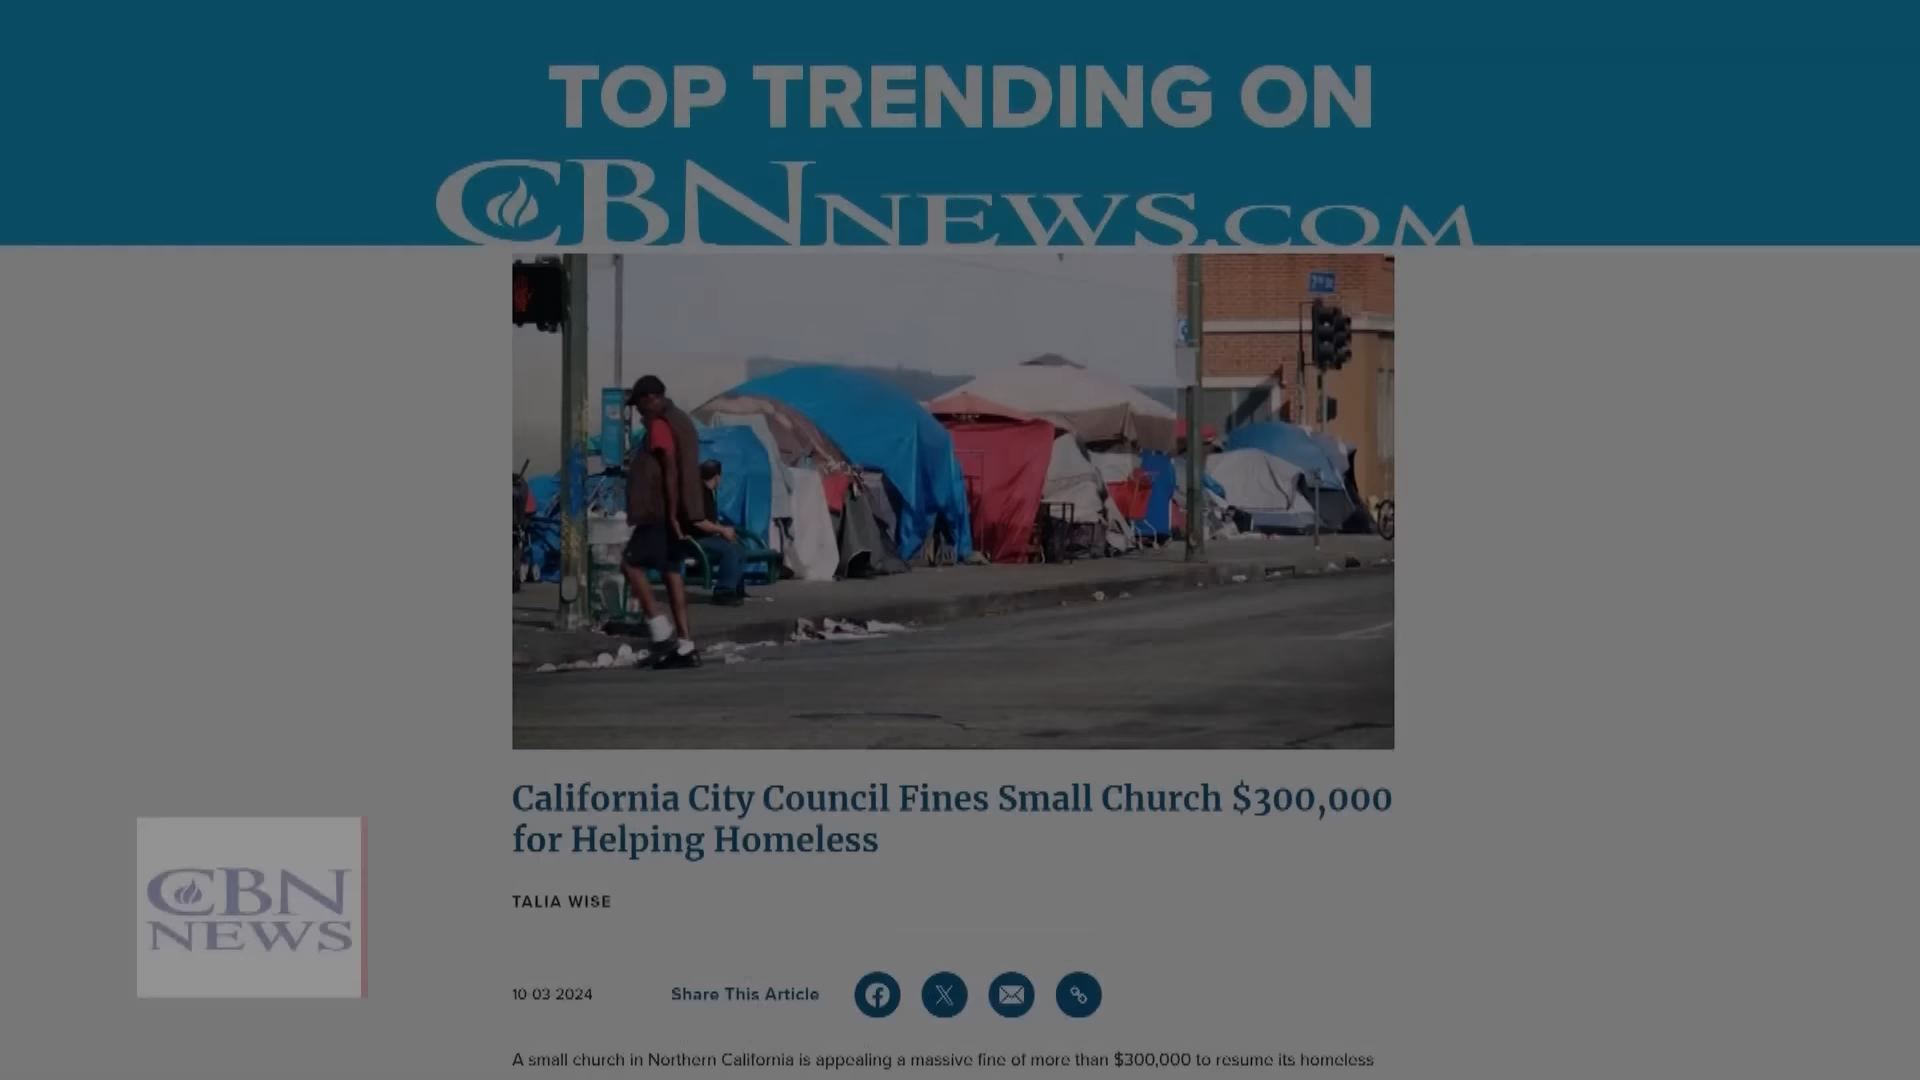 TOP TRENDING ON
CBNNEWS.COM
7th St
California City Council Fines Small Church $300,000
for Helping Homeless
TALIA WISE
CBN
NEWS
10-03-2024
Share This Article
A small church in Northern California is appealing a massive fine of more than $300,000 to resume its homeless